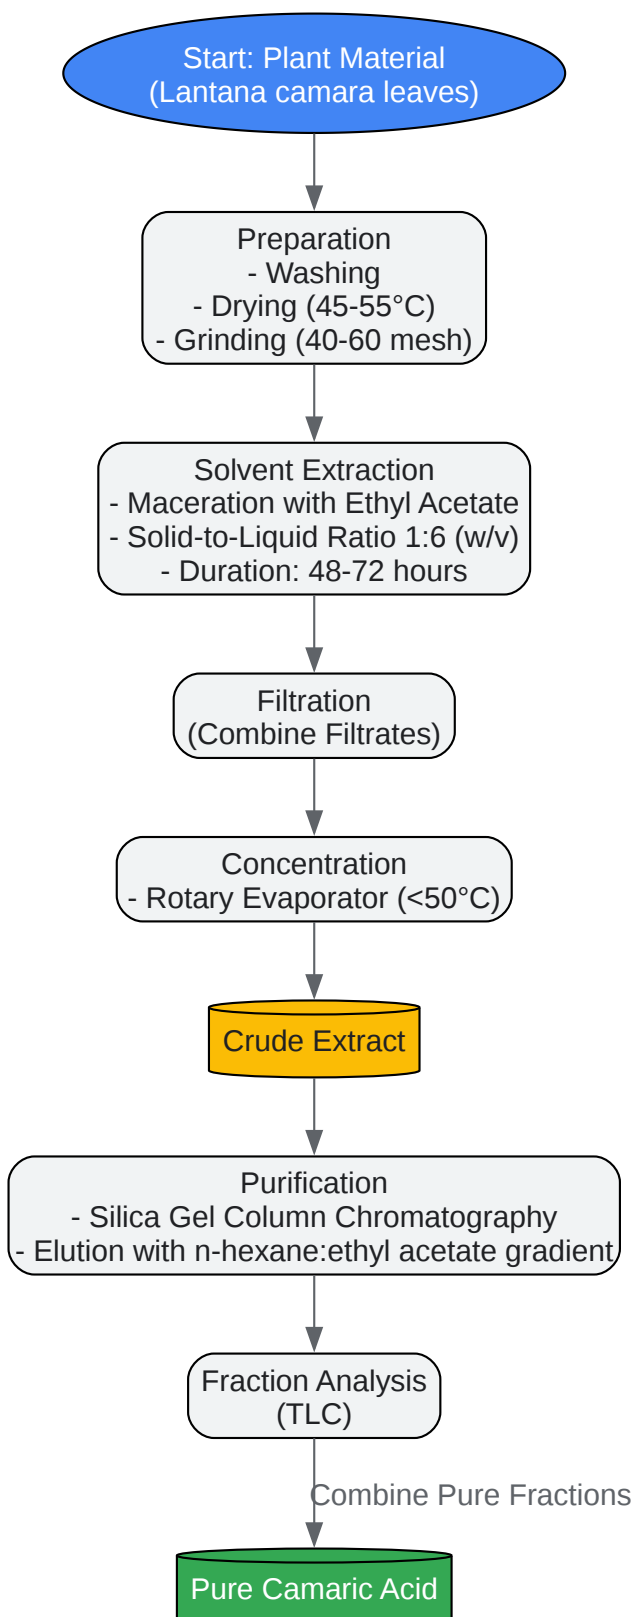 Start: Plant Material
(Lantana camara leaves)
Preparation
- Washing
- Drying (45-55°C)
- Grinding (40-60 mesh)
Solvent Extraction
- Maceration with Ethyl Acetate
- Solid-to-Liquid Ratio 1:6 (w/v)
- Duration: 48-72 hours
Filtration
(Combine Filtrates)
Concentration
- Rotary Evaporator (<50°C)
Crude Extract
Purification
- Silica Gel Column Chromatography
- Elution with n-hexane:ethyl acetate gradient
Fraction Analysis
(TLC)
Combine Pure Fractions
Pure Camaric Acid